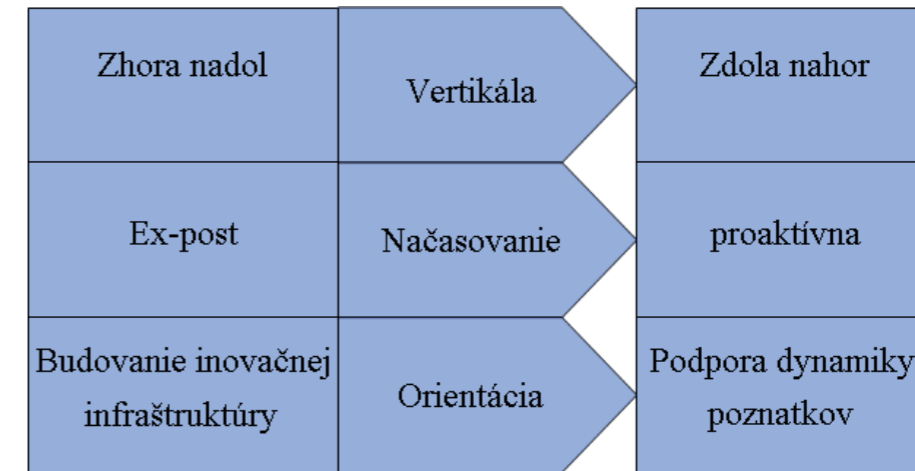 Zhora nadol
Vertikála
Zdola nahor
Ex-post
Načasovanie
proaktívna
Budovanie inovačnej
infraštruktúry
Orientácia
Podpora dynamiky
poznatkov